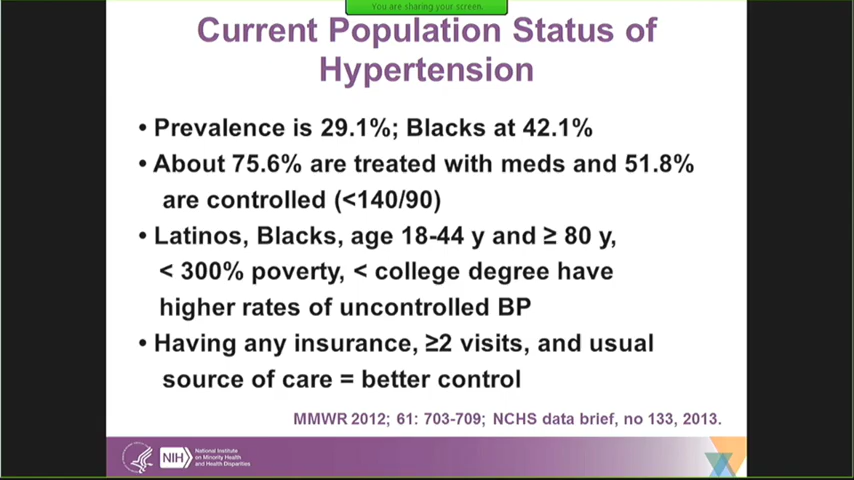 You are sharing your screen.
Current Population Status of
Hypertension
• Prevalence is 29.1%; Blacks at 42.1%
• About 75.6% are treated with meds and 51.8%
are controlled (<140/90)
• Latinos, Blacks, age 18-44 y and ≥ 80 y,
< 300% poverty, < college degree have
higher rates of uncontrolled BP
• Having any insurance, ≥2 visits, and usual
source of care = better control
MMWR 2012; 61: 703-709; NCHS data brief, no 133, 2013.
NIH
National Institute
on Minority Health
and Health Disparities